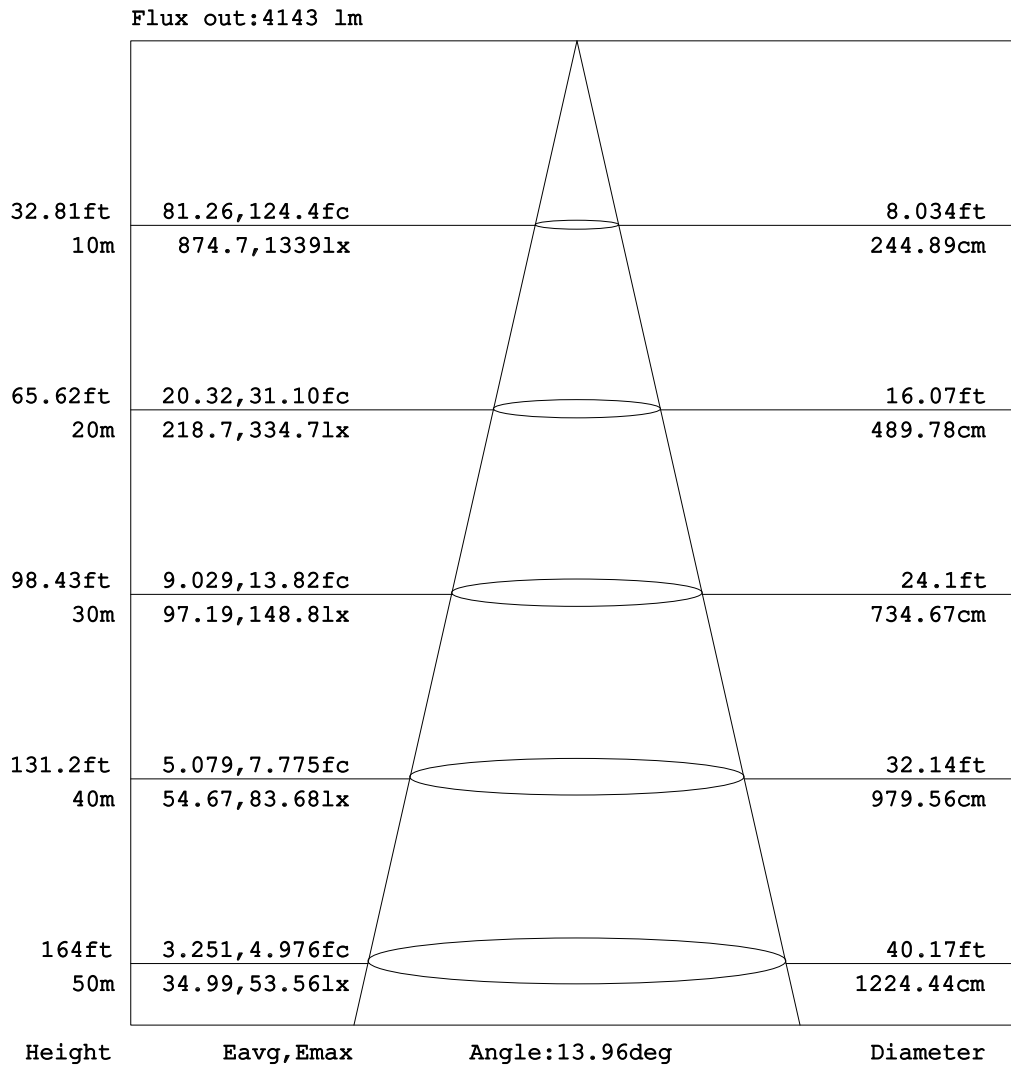 Flux out:4143 lm
32.81ft 81.26,124.4fc 8.034ft
10m 874.7,1339lx 244.89cm
65.62ft 20.32,31.10fc 16.07ft
20m 218.7,334.7lx 489.78cm
98.43ft 9.029,13.82fc 24.1ft
30m 97.19,148.8lx 734.67cm
131.2ft 5.079,7.775fc 32.14ft
40m 54.67,83.68lx 979.56cm
164ft 3.251,4.976fc 40.17ft
50m 34.99,53.56lx 1224.44cm
Height Eavg,Emax Angle:13.96deg Diameter